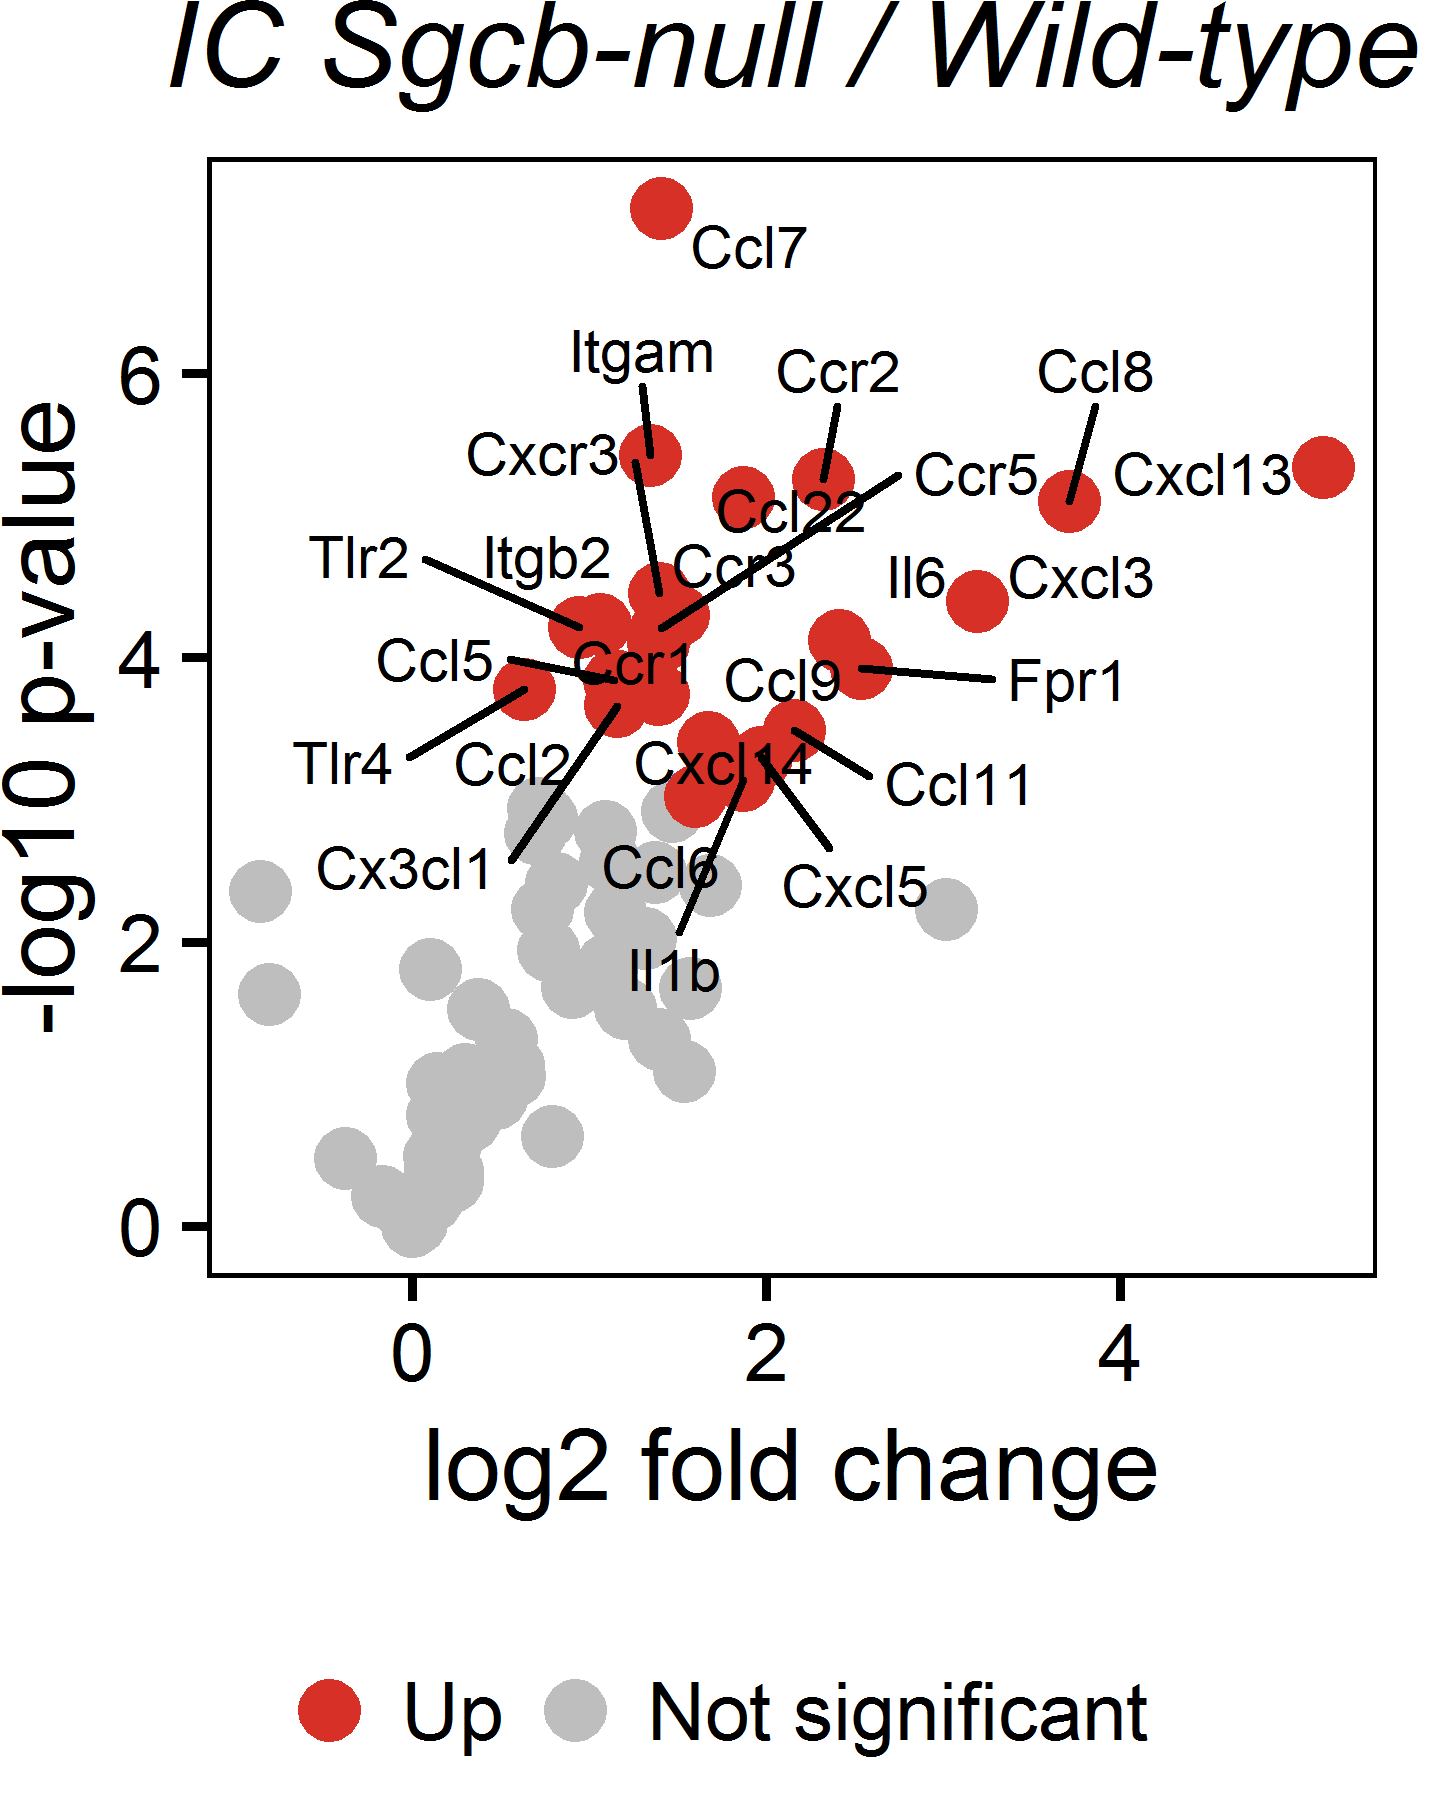 IC Sgcb-null / Wild-type
Ccl7
Itgam
Ccr2
Ccl8
6
Cxcr3
Ccr5
Cxcl13
Ccl22
Tlr2
Itgb2
Ccr3
Il6
Cxcl3
4
Ccl5
Ccr1
Ccl9
Fpr1
Tlr4
Ccl2
Cxcl14
Ccl11
Cx3cl1
Ccl6
Cxcl5
2
Il1b
0
-log10 p-value
0
2
4
log2 fold change
Up
Not significant